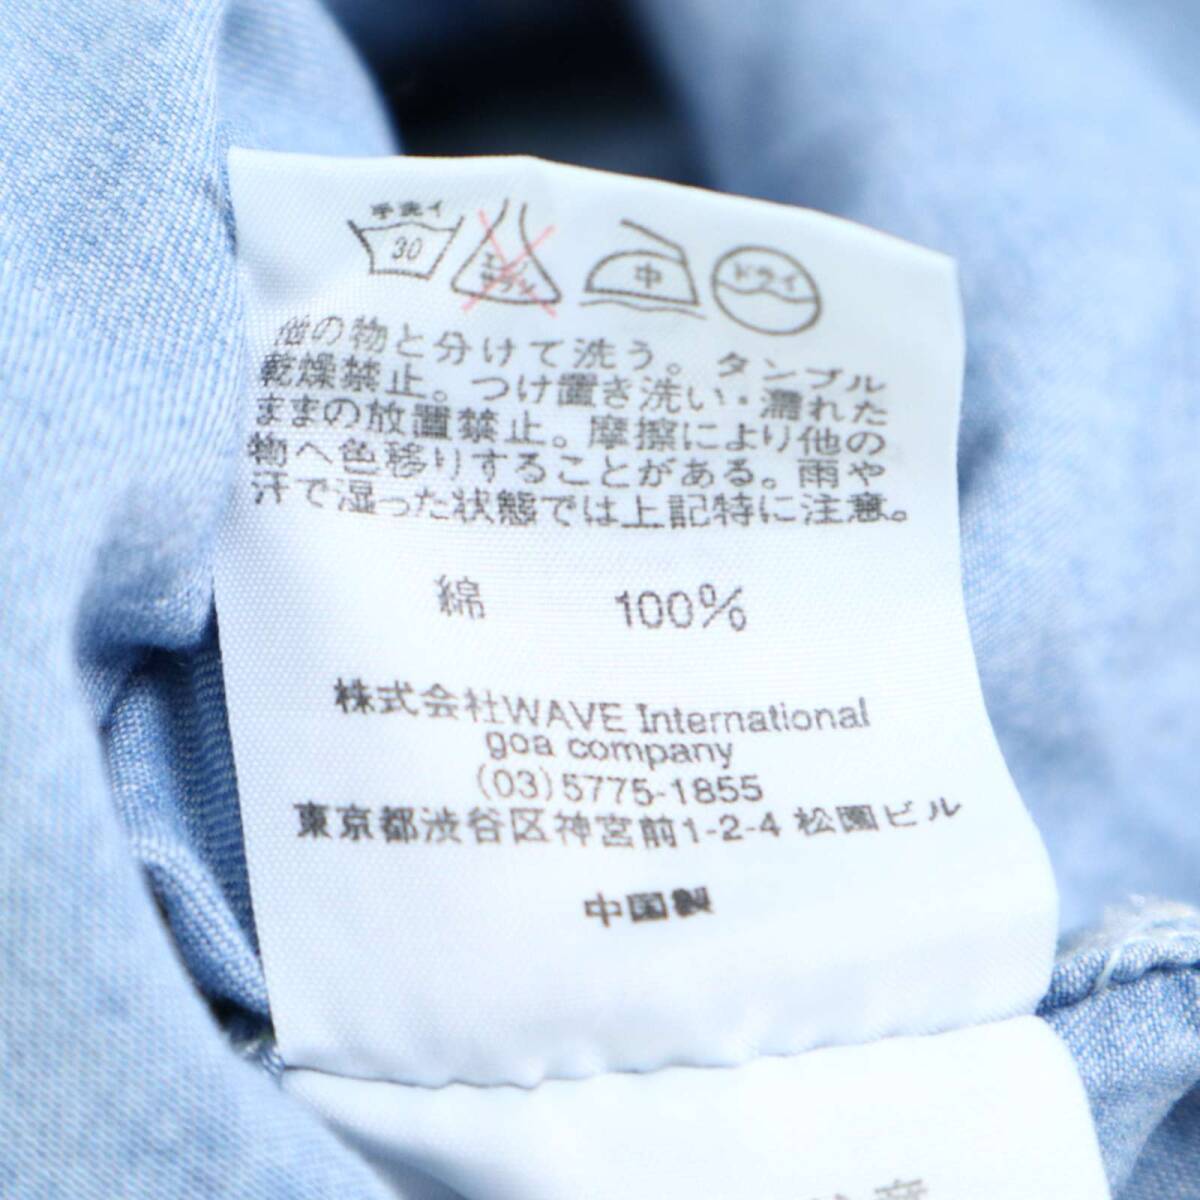 手洗イ
30
エンソ
サラシ
中
ドライ
他の物と分けて洗う。タンブル
乾燥禁止。つけ置き洗い・濡れた
ままの放置禁止。摩擦により他の
物へ色移りすることがある。雨や
汗で湿った状態では上記特に注意。
綿 100%
株式会社WAVE International
goa company
(03)5775-1855
東京都渋谷区神宮前1-2-4 松園ビル
中国製